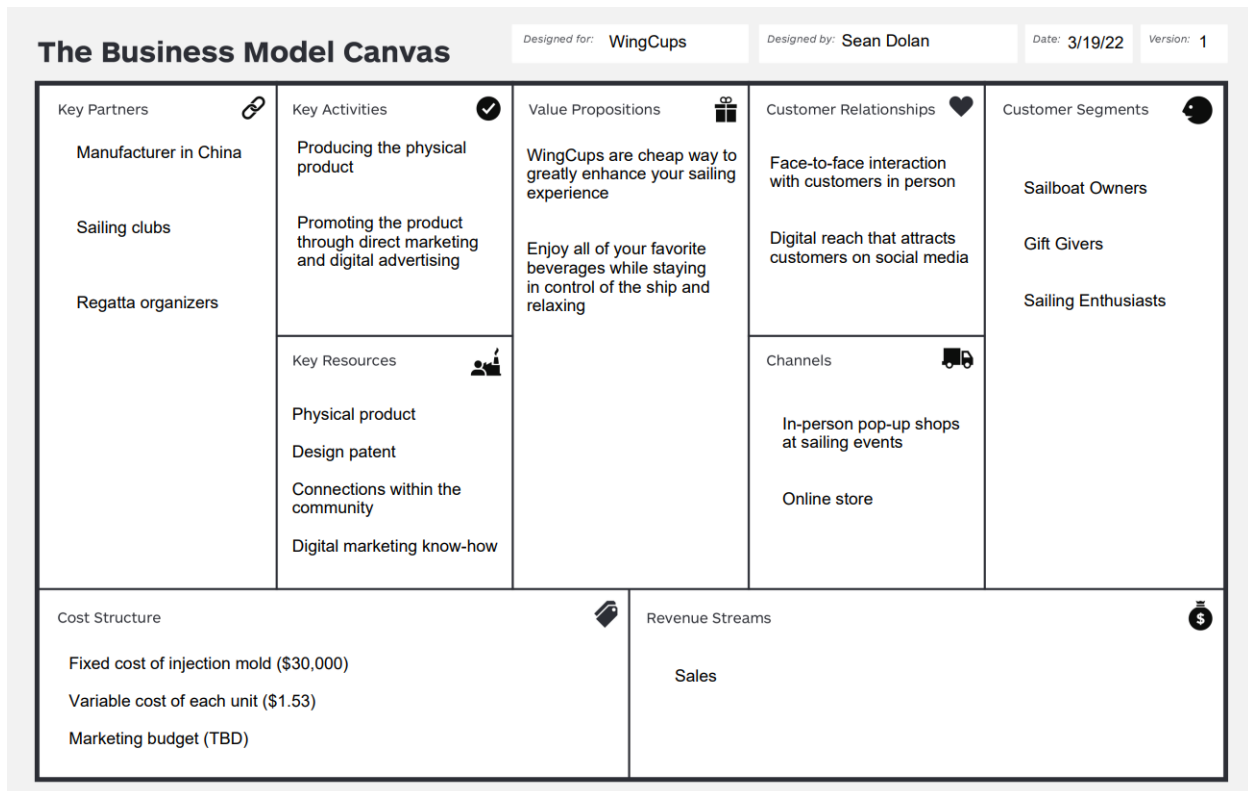 The Business Model Canvas
Designed for: WingCups
Designed by: Sean Dolan
Date: 3/19/22
Version: 1
Key Partners
Manufacturer in China
Sailing clubs
Regatta organizers
Key Activities
Producing the physical
product
Promoting the product
through direct marketing
and digital advertising
Key Resources
Physical product
Design patent
Connections within the
community
Digital marketing know-how
Value Propositions
WingCups are cheap way to
greatly enhance your sailing
experience
Enjoy all of your favorite
beverages while staying
in control of the ship and
relaxing
Customer Relationships
Face-to-face interaction
with customers in person
Digital reach that attracts
customers on social media
Channels
In-person pop-up shops
at sailing events
Online store
Customer Segments
Sailboat Owners
Gift Givers
Sailing Enthusiasts
Cost Structure
Fixed cost of injection mold ($30,000)
Variable cost of each unit ($1.53)
Marketing budget (TBD)
Revenue Streams
$
Sales